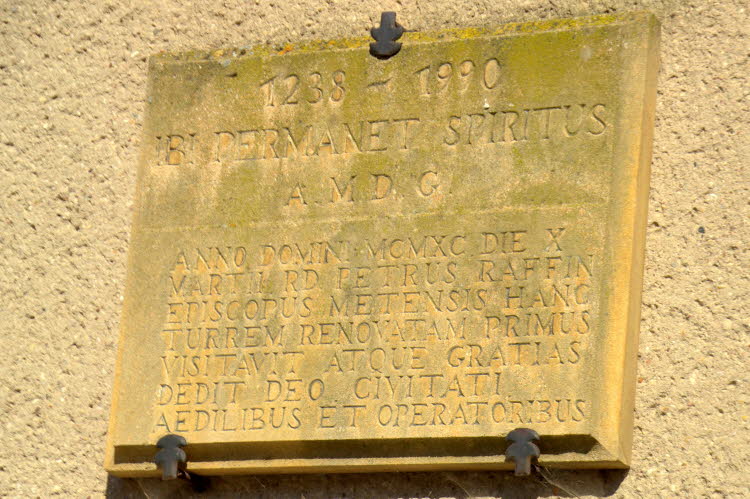 1238 - 1990
IBI PERMANET SPIRITUS
A.M.D.G.
ANNO DOMINI MCMXC DIE X
MARTII RD PETRUS RAFFIN
EPISCOPUS METENSIS HANC
TURREM RENOVATAM PRIMUS
VISITAVIT ATQUE GRATIAS
DEDIT DEO CIVITATI
AEDILIBUS ET OPERATORIBUS